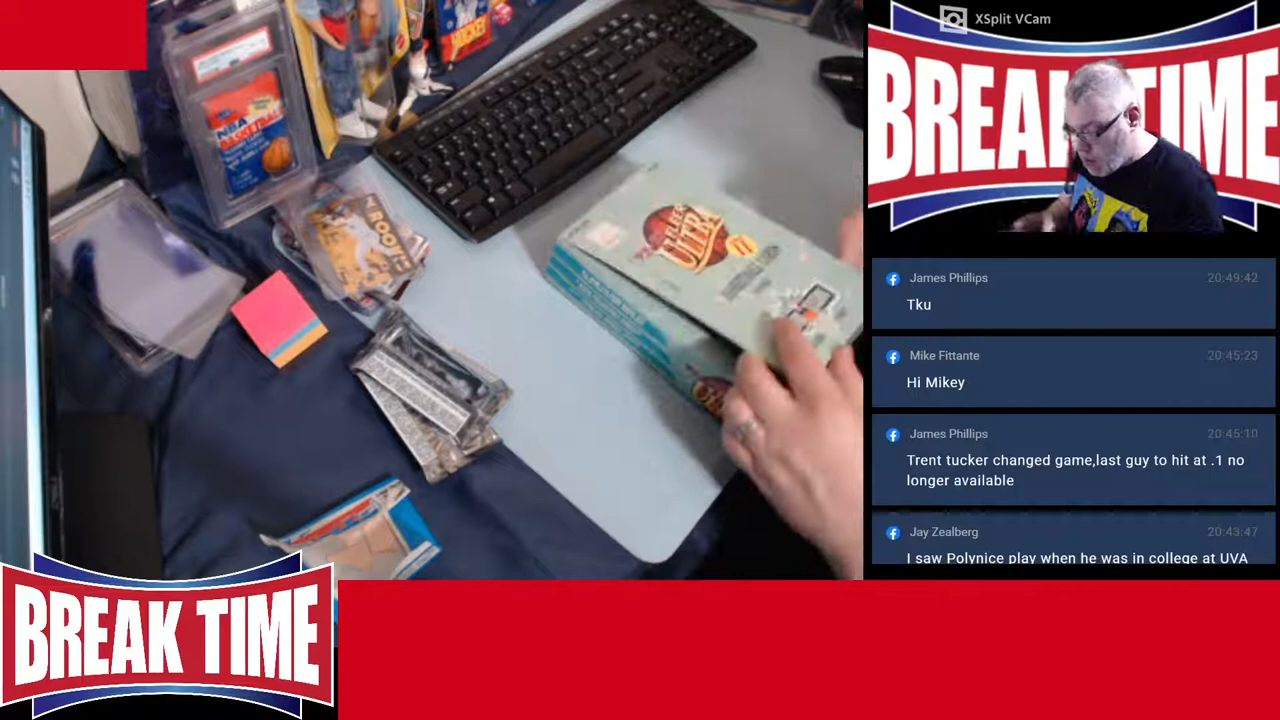 XSplit VCam
BREAK TIME
James Phillips 20:49:42
Tku
Mike Fittante 20:45:23
Hi Mikey
James Phillips 20:45:10
Trent tucker changed game,last guy to hit at .1 no
longer available
Jay Zealberg 20:43:47
I saw Polynice play when he was in college at UVA
NBA
BASKETBALL
HOCKEY
ROOKIE
FLEER
ULTRA
BREAK TIME